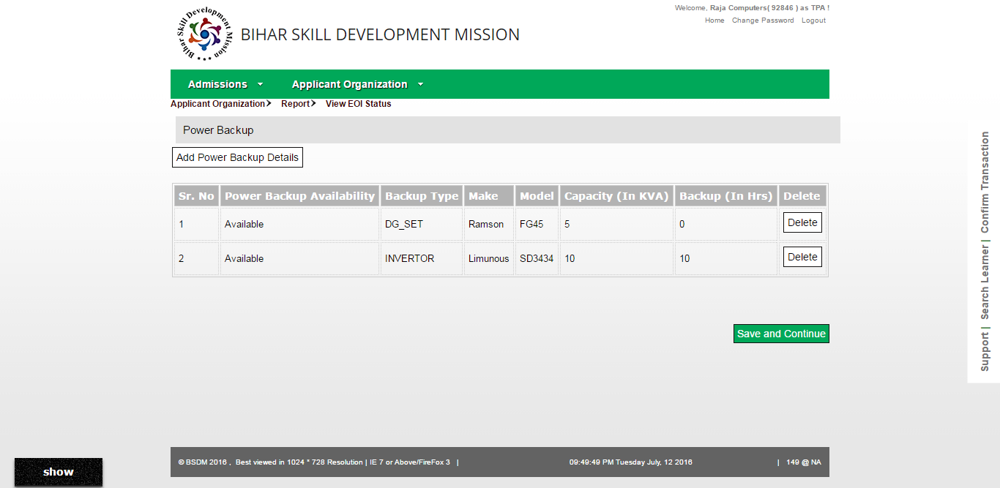 Welcome, Raja Computers( 92846 ) as TPA !
Home Change Password Logout
Bihar Skill Development Mission
BIHAR SKILL DEVELOPMENT MISSION
Admissions Applicant Organization
Applicant Organization Report View EOI Status
Power Backup
Add Power Backup Details
Sr. No Power Backup Availability Backup Type Make Model Capacity (In KVA) Backup (In Hrs) Delete
1 Available DG_SET Ramson FG45 5 0 Delete
2 Available INVERTOR Limunous SD3434 10 10 Delete
Save and Continue
Support | Search Learner | Confirm Transaction
show
© BSDM 2016 , Best viewed in 1024 * 728 Resolution | IE 7 or Above/FireFox 3 | 09:49:49 PM Tuesday July, 12 2016 | 149 @ NA